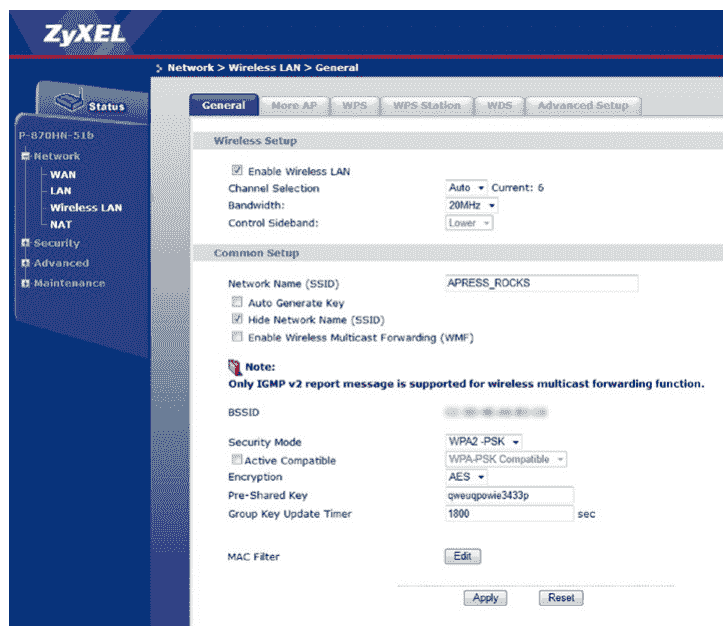 ZyXEL
Network > Wireless LAN > General
Status
General More AP WPS WPS Station WDS Advanced Setup
P-870HN-51b
Network
WAN
LAN
Wireless LAN
NAT
Security
Advanced
Maintenance
Wireless Setup
Enable Wireless LAN
Channel Selection Auto Current: 6
Bandwidth: 20MHz
Control Sideband: Lower
Common Setup
Network Name (SSID) APRESS_ROCKS
Auto Generate Key
Hide Network Name (SSID)
Enable Wireless Multicast Forwarding (WMF)
Note:
Only IGMP v2 report message is supported for wireless multicast forwarding function.
BSSID
Security Mode WPA2 -PSK
Active Compatible WPA-PSK Compatible
Encryption AES
Pre-Shared Key qweuqpowie3433p
Group Key Update Timer 1800 sec
MAC Filter Edit
Apply Reset